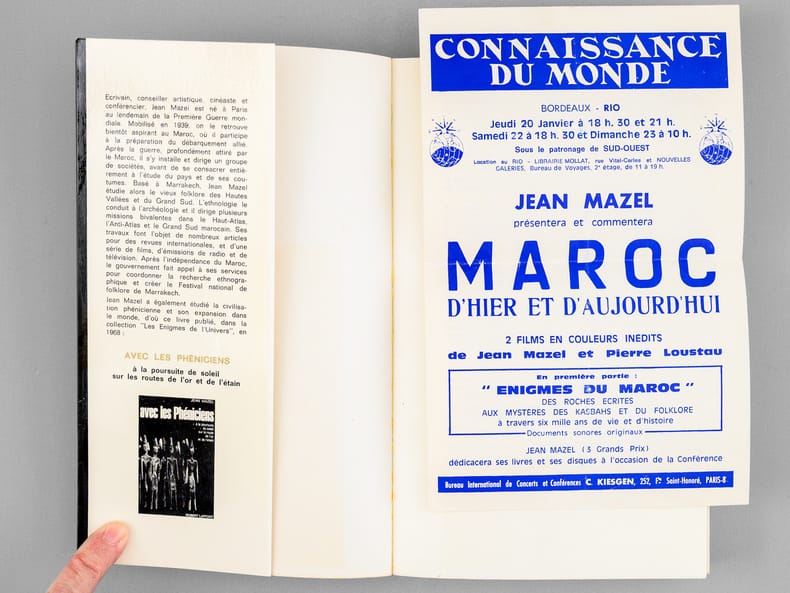 Ecrivain, conseiller artistique, cinéaste et
conférencier, Jean Mazel est né à Paris
au lendemain de la Première Guerre mon-
diale. Mobilisé en 1939, on le retrouve
bientôt aspirant au Maroc, où il participe
à la préparation du débarquement allié.
Après la guerre, profondément attiré par
le Maroc, il s'y installe et dirige un groupe
de sociétés, avant de se consacrer entiè-
rement à l'étude du pays et de ses cou-
tumes. Basé à Marrakech, Jean Mazel
étudie alors le vieux folklore des Hautes
Vallées et du Grand Sud. L'ethnologie le
conduit à l'archéologie et il dirige plusieurs
missions bivalentes dans le Haut-Atlas,
l'Anti-Atlas et le Grand Sud marocain. Ses
travaux font l'objet de nombreux articles
pour des revues internationales, et d'une
série de films, d'émissions de radio et de
télévision. Après l'indépendance du Maroc,
le gouvernement fait appel à ses services
pour coordonner la recherche ethnogra-
phique et créer le Festival national de
folklore de Marrakech.
Jean Mazel a également étudié la civilisa-
tion phénicienne et son expansion dans
le monde, d'où ce livre publié, dans la
collection "Les Enigmes de l'Univers", en
1968 :
AVEC LES PHÉNICIENS
à la poursuite de soleil
sur les routes de l'or et de l'étain
JEAN MAZEL
avec les Phéniciens
CONNAISSANCE
DU MONDE
BORDEAUX - RIO
Jeudi 20 Janvier à 18 h. 30 et 21 h.
Samedi 22 à 18 h. 30 et Dimanche 23 à 10 h.
Sous le patronage de SUD-OUEST
Location au RIO - LIBRAIRIE MOLLAT, rue Vital-Carles et NOUVELLES
GALERIES, Bureau de Voyages, 2e étage, de 11 à 19 h.
JEAN MAZEL
présentera et commentera
MAROC
D'HIER ET D'AUJOURD'HUI
2 FILMS EN COULEURS INEDITS
de Jean Mazel et Pierre Loustau
En première partie :
" ENIGMES DU MAROC "
DES ROCHES ECRITES
AUX MYSTÈRES DES KASBAHS ET DU FOLKLORE
à travers six mille ans de vie et d'histoire
Documents sonores originaux
JEAN MAZEL (3 Grands Prix)
dédicacera ses livres et ses disques à l'occasion de la Conférence
Bureau International de Concerts et Conférences C. KIESGEN, 252, Fg Saint-Honoré, PARIS-8e